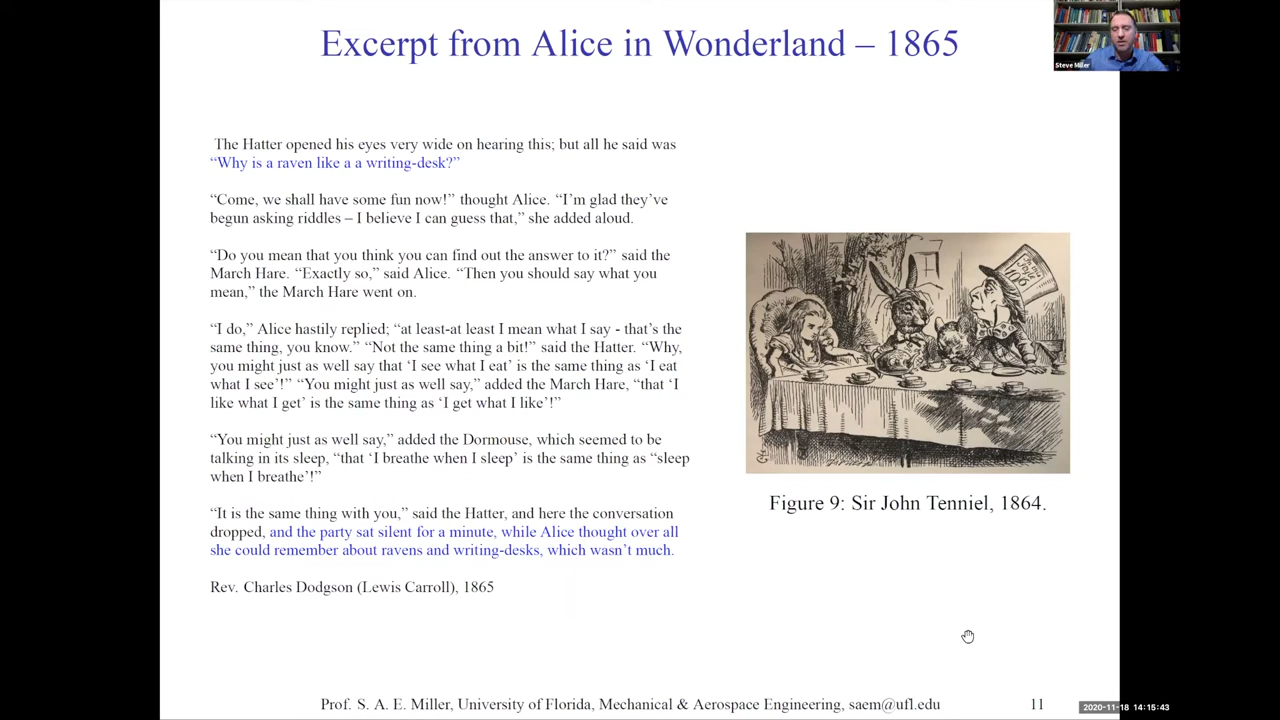 Excerpt from Alice in Wonderland – 1865
Steve Miller
The Hatter opened his eyes very wide on hearing this; but all he said was
“Why is a raven like a a writing-desk?”
“Come, we shall have some fun now!” thought Alice. “I’m glad they’ve
begun asking riddles – I believe I can guess that,” she added aloud.
“Do you mean that you think you can find out the answer to it?” said the
March Hare. “Exactly so,” said Alice. “Then you should say what you
mean,” the March Hare went on.
“I do,” Alice hastily replied; “at least-at least I mean what I say - that’s the
same thing, you know.” “Not the same thing a bit!” said the Hatter. “Why,
you might just as well say that ‘I see what I eat’ is the same thing as ‘I eat
what I see’!” “You might just as well say,” added the March Hare, “that ‘I
like what I get’ is the same thing as ‘I get what I like’!”
“You might just as well say,” added the Dormouse, which seemed to be
talking in its sleep, “that ‘I breathe when I sleep’ is the same thing as “sleep
when I breathe’!”
“It is the same thing with you,” said the Hatter, and here the conversation
dropped, and the party sat silent for a minute, while Alice thought over all
she could remember about ravens and writing-desks, which wasn’t much.
Rev. Charles Dodgson (Lewis Carroll), 1865
Figure 9: Sir John Tenniel, 1864.
Prof. S. A. E. Miller, University of Florida, Mechanical & Aerospace Engineering, saem@ufl.edu
11
2020-11-18 14:15:43